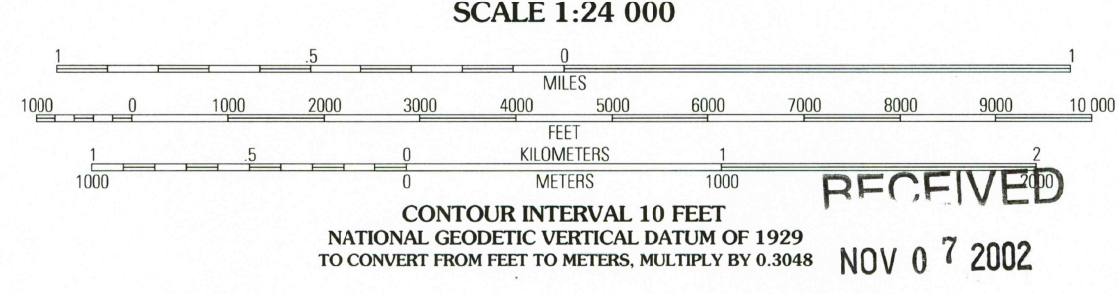 SCALE 1:24 000
1 .5 0 1
MILES
1000 0 1000 2000 3000 4000 5000 6000 7000 8000 9000 10 000
FEET
1 .5 0 KILOMETERS 1 2
1000 0 METERS 1000 2000
RECEIVED
CONTOUR INTERVAL 10 FEET
NATIONAL GEODETIC VERTICAL DATUM OF 1929
TO CONVERT FROM FEET TO METERS, MULTIPLY BY 0.3048
NOV 0 7 2002